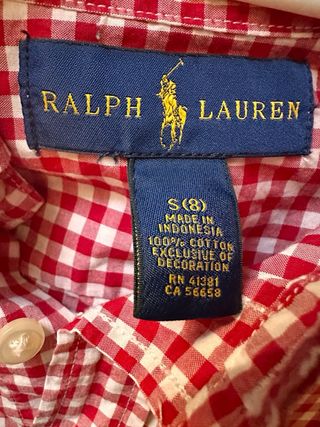 RALPH LAUREN
S(8)
MADE IN
INDONESIA
100% COTTON
EXCLUSIVE OF
DECORATION
RN 41381
CA 56658